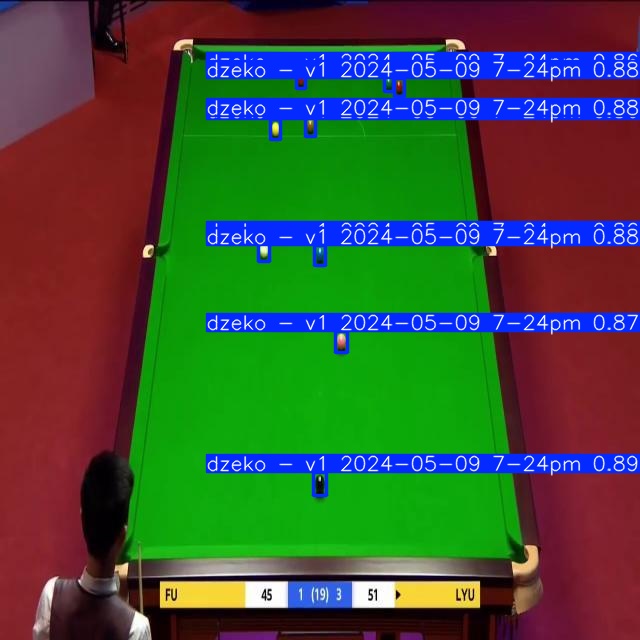 dzeko - v1 2024-05-09 7-24pm 0.88
dzeko - v1 2024-05-09 7-24pm 0.88
dzeko - v1 2024-05-09 7-24pm 0.88
dzeko - v1 2024-05-09 7-24pm 0.87
dzeko - v1 2024-05-09 7-24pm 0.89
FU 45 1 (19) 3 51 LYU